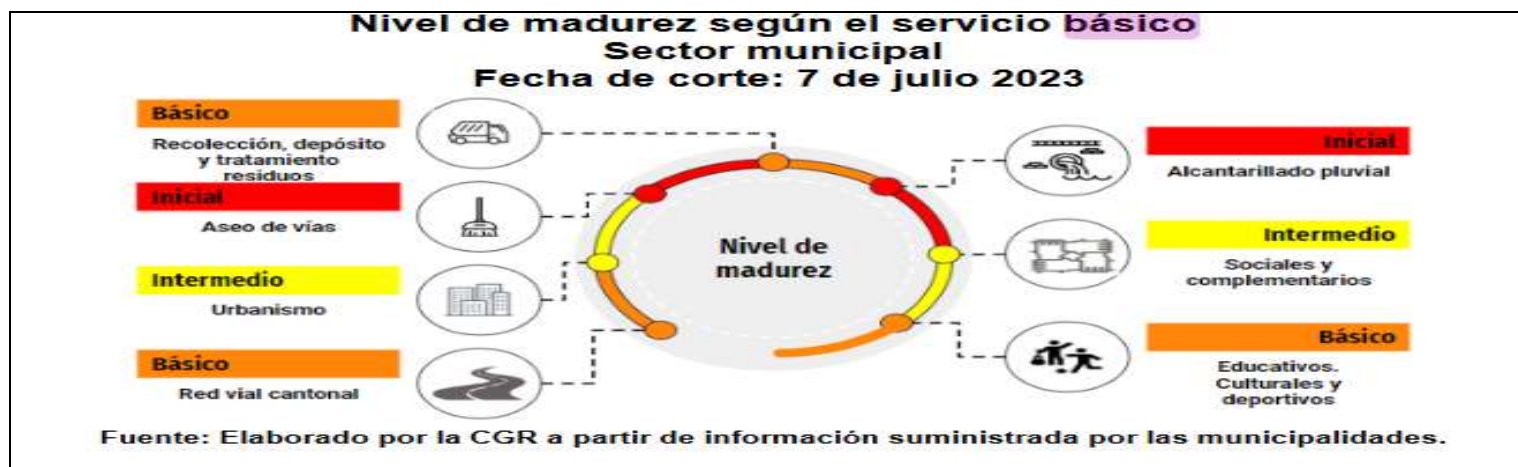 Nivel de madurez según el servicio básico
Sector municipal
Fecha de corte: 7 de julio 2023
Básico
Recolección, depósito
y tratamiento
residuos
Inicial
Aseo de vías
Intermedio
Urbanismo
Básico
Red vial cantonal
Nivel de
madurez
Inicial
Alcantarillado pluvial
Intermedio
Sociales y
complementarios
Básico
Educativos.
Culturales y
deportivos
Fuente: Elaborado por la CGR a partir de información suministrada por las municipalidades.